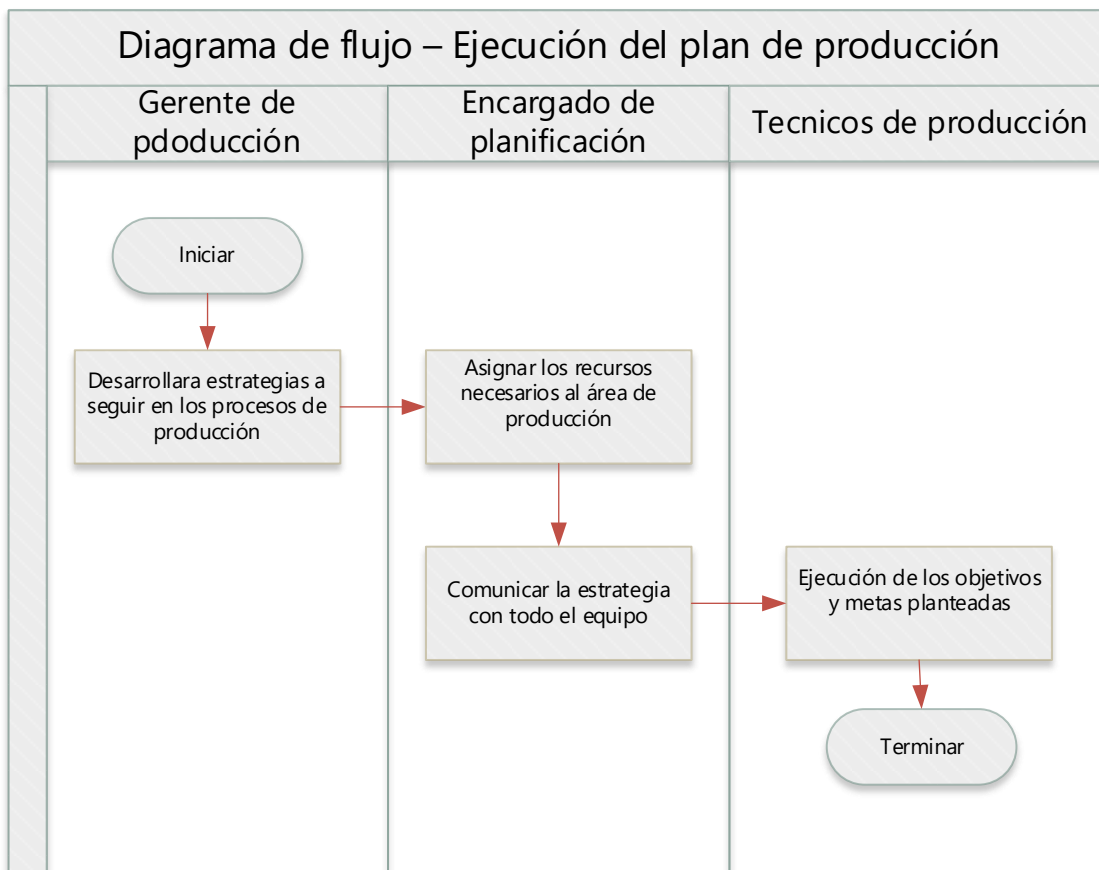 Diagrama de flujo – Ejecución del plan de producción
Gerente de
pdoducción
Encargado de
planificación
Tecnicos de producción
Iniciar
Desarrollara estrategias a
seguir en los procesos de
producción
Asignar los recursos
necesarios al área de
producción
Comunicar la estrategia
con todo el equipo
Ejecución de los objetivos
y metas planteadas
Terminar